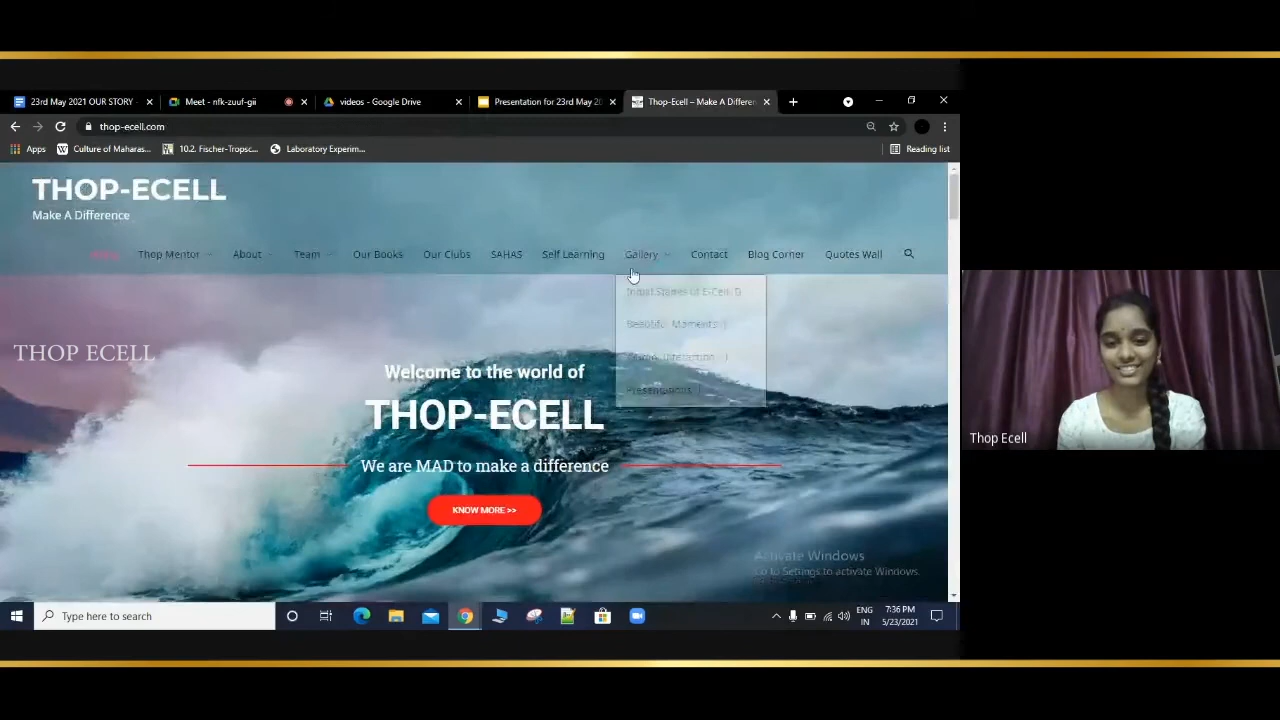 23rd May 2021 OUR STORY -
Meet - nfk-zuuf-gii
videos - Google Drive
Presentation for 23rd May 20
Thop-Ecell – Make A Differen
thop-ecell.com
Apps
Culture of Maharas...
10.2. Fischer-Tropsc...
Laboratory Experim...
Reading list
THOP-ECELL
Make A Difference
Home
Thop Mentor
About
Team
Our Books
Our Clubs
SAHAS
Self Learning
Gallery
Contact
Blog Corner
Quotes Wall
Beautiful Moments :)
Presentations
THOP ECELL
Welcome to the world of
THOP-ECELL
We are MAD to make a difference
KNOW MORE >>
Activate Windows
Go to Settings to activate Windows.
Type here to search
ENG
IN
7:36 PM
5/23/2021
Thop Ecell